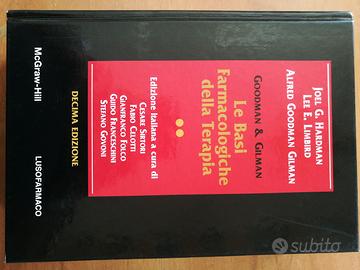 JOEL G. HARDMAN
LEE E. LIMBIRD
ALFRED GOODMAN GILMAN
GOODMAN & GILMAN
Le Basi
Farmacologiche
della Terapia
Edizione italiana a cura di
CESARE SIRTORI
FABIO CELOTTI
GIANFRANCO FOLCO
GUIDO FRANCESCHINI
STEFANO GOVONI
DECIMA EDIZIONE
McGraw-Hill
LUSOFARMACO
subito